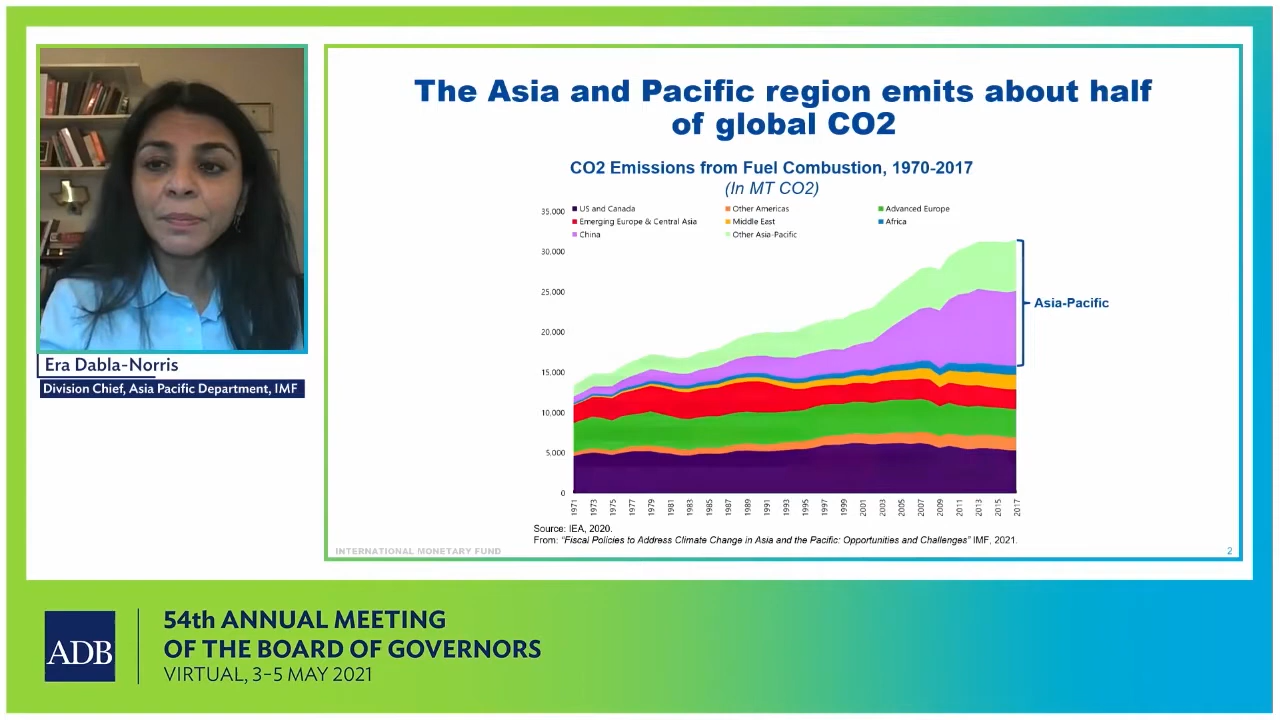 The Asia and Pacific region emits about half
of global CO2
CO2 Emissions from Fuel Combustion, 1970-2017
(In MT CO2)
US and Canada
Other Americas
Advanced Europe
Emerging Europe & Central Asia
Middle East
Africa
China
Other Asia-Pacific
35.000
30.000
25,000
20.000
15.000
10,000
5,000
0
1971
1973
1975
1977
1979
1981
1983
1985
1987
1989
1991
1993
1995
1997
1999
2001
2003
2005
2007
2009
2011
2013
2015
2017
Asia-Pacific
Source: IEA, 2020.
From: “Fiscal Policies to Address Climate Change in Asia and the Pacific: Opportunities and Challenges” IMF, 2021.
INTERNATIONAL MONETARY FUND
2
Era Dabla-Norris
Division Chief, Asia Pacific Department, IMF
ADB
54th ANNUAL MEETING
OF THE BOARD OF GOVERNORS
VIRTUAL, 3–5 MAY 2021